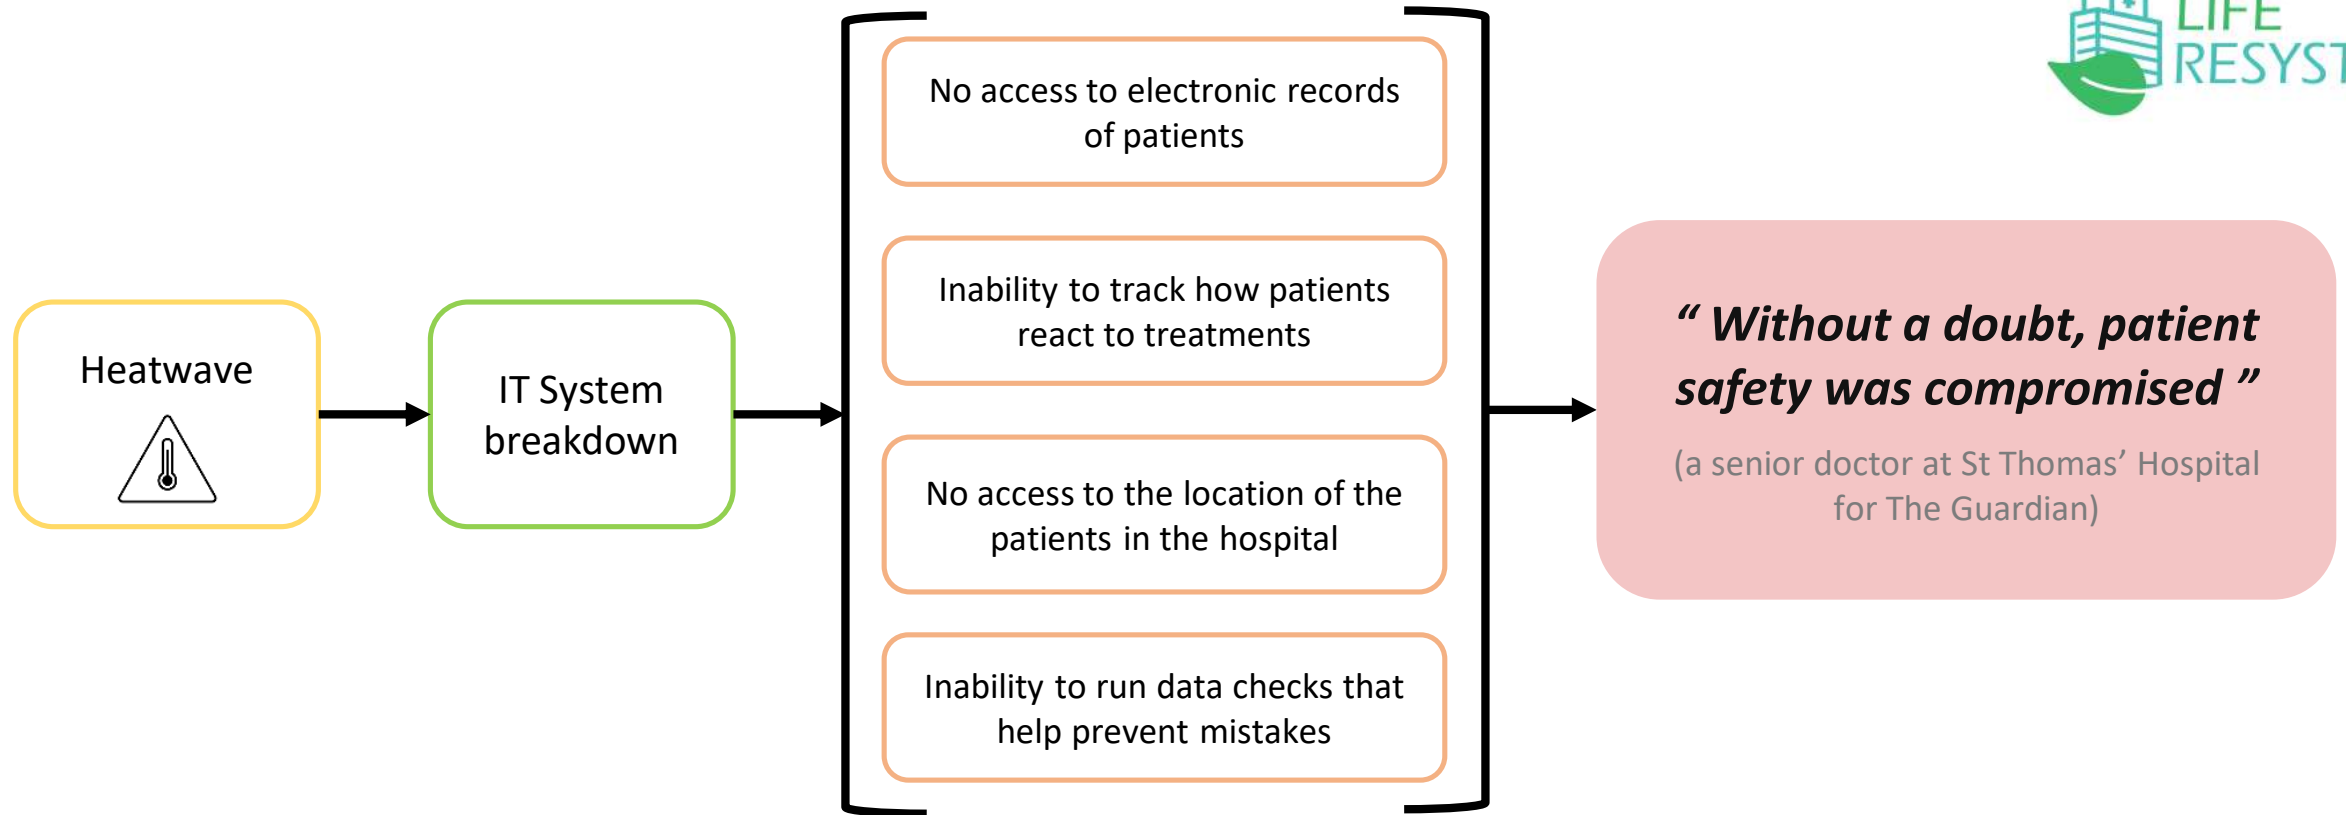 LIFE
RESYST
No access to electronic records
of patients
Inability to track how patients
react to treatments
Heatwave
IT System
breakdown
No access to the location of the
patients in the hospital
Inability to run data checks that
help prevent mistakes
“ Without a doubt, patient
safety was compromised ”
(a senior doctor at St Thomas’ Hospital
for The Guardian)